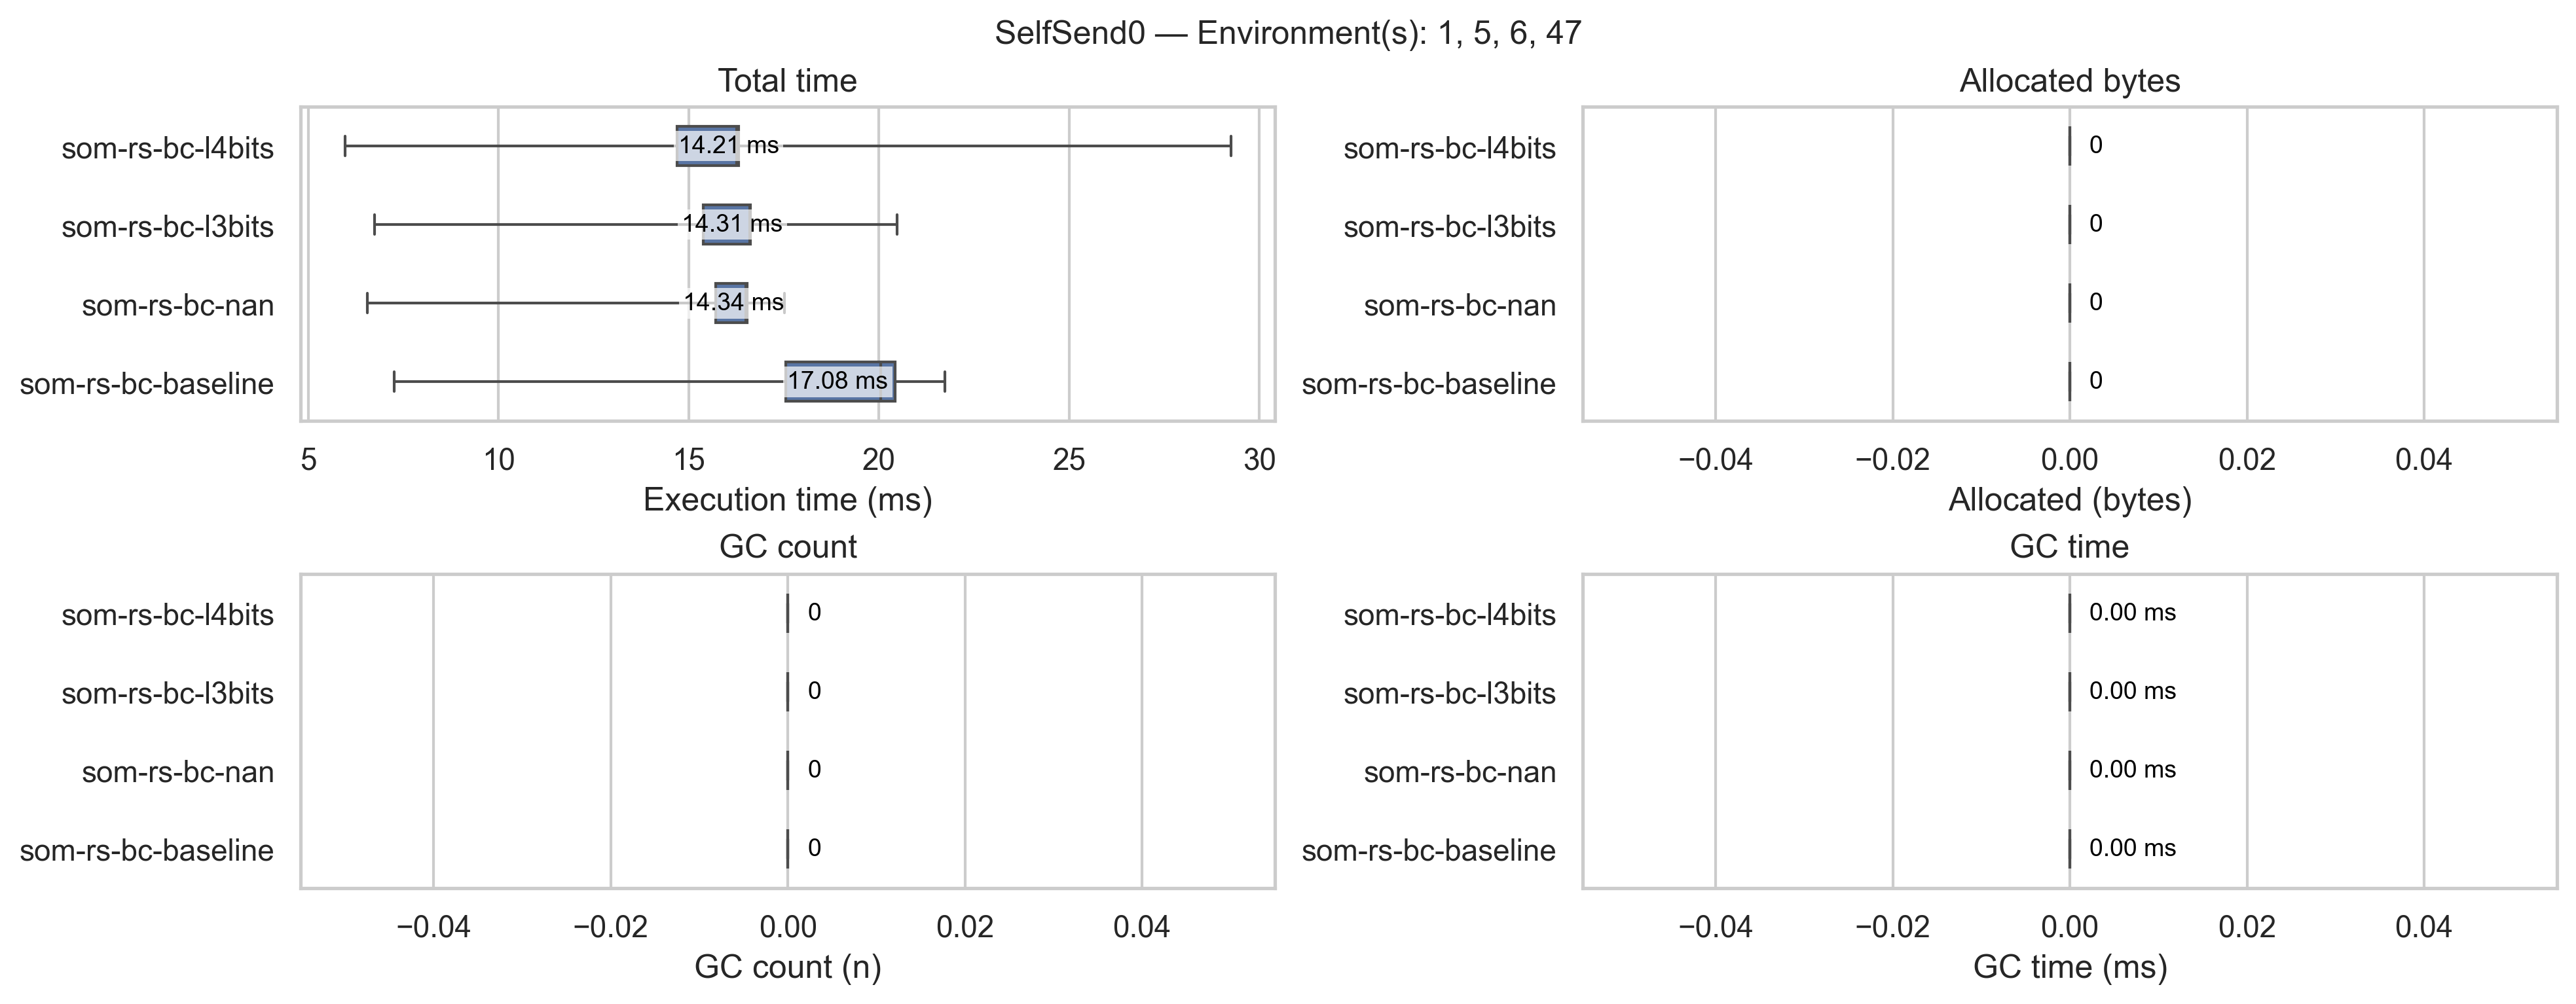 SelfSend0 — Environment(s): 1, 5, 6, 47
Total time
som-rs-bc-l4bits
14.21 ms
som-rs-bc-l3bits
14.31 ms
som-rs-bc-nan
14.34 ms
som-rs-bc-baseline
17.08 ms
5 10 15 20 25 30
Execution time (ms)
Allocated bytes
som-rs-bc-l4bits
0
som-rs-bc-l3bits
0
som-rs-bc-nan
0
som-rs-bc-baseline
0
−0.04 −0.02 0.00 0.02 0.04
Allocated (bytes)
GC count
som-rs-bc-l4bits
0
som-rs-bc-l3bits
0
som-rs-bc-nan
0
som-rs-bc-baseline
0
−0.04 −0.02 0.00 0.02 0.04
GC count (n)
GC time
som-rs-bc-l4bits
0.00 ms
som-rs-bc-l3bits
0.00 ms
som-rs-bc-nan
0.00 ms
som-rs-bc-baseline
0.00 ms
−0.04 −0.02 0.00 0.02 0.04
GC time (ms)